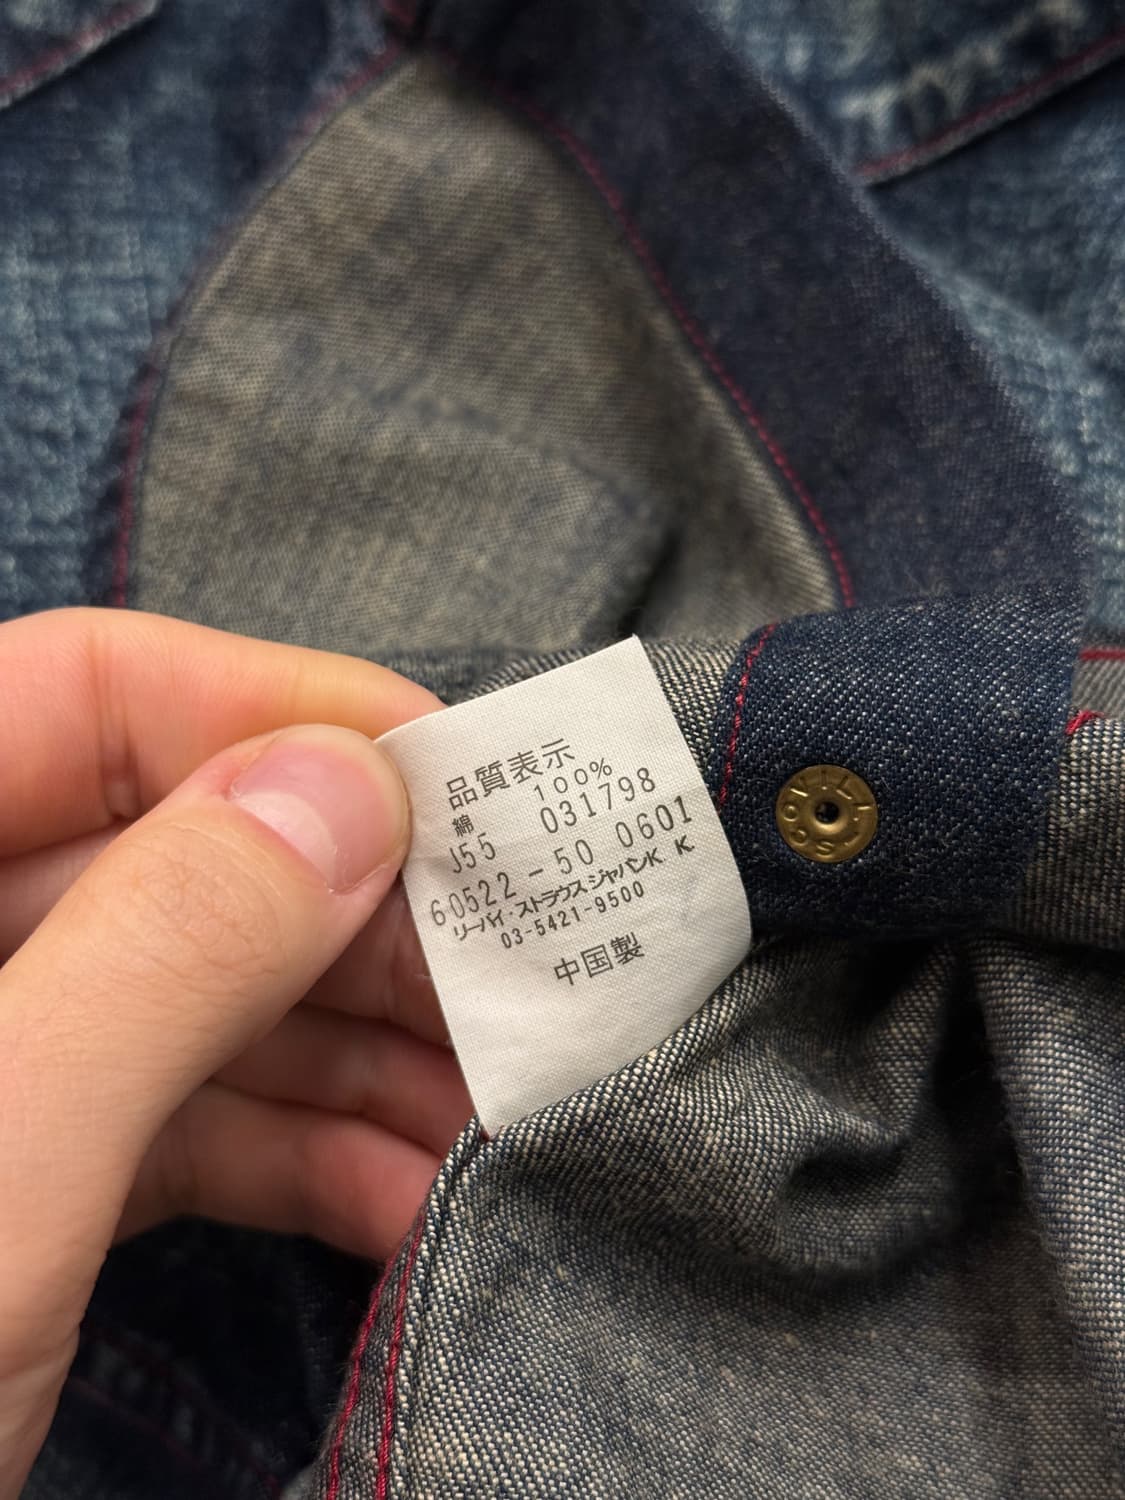 品質表示
綿 100%
J55 031798
60522-50 0601
リーバイ・ストラウス ジャパンK.K.
03-5421-9500
中国製
SCOVILL